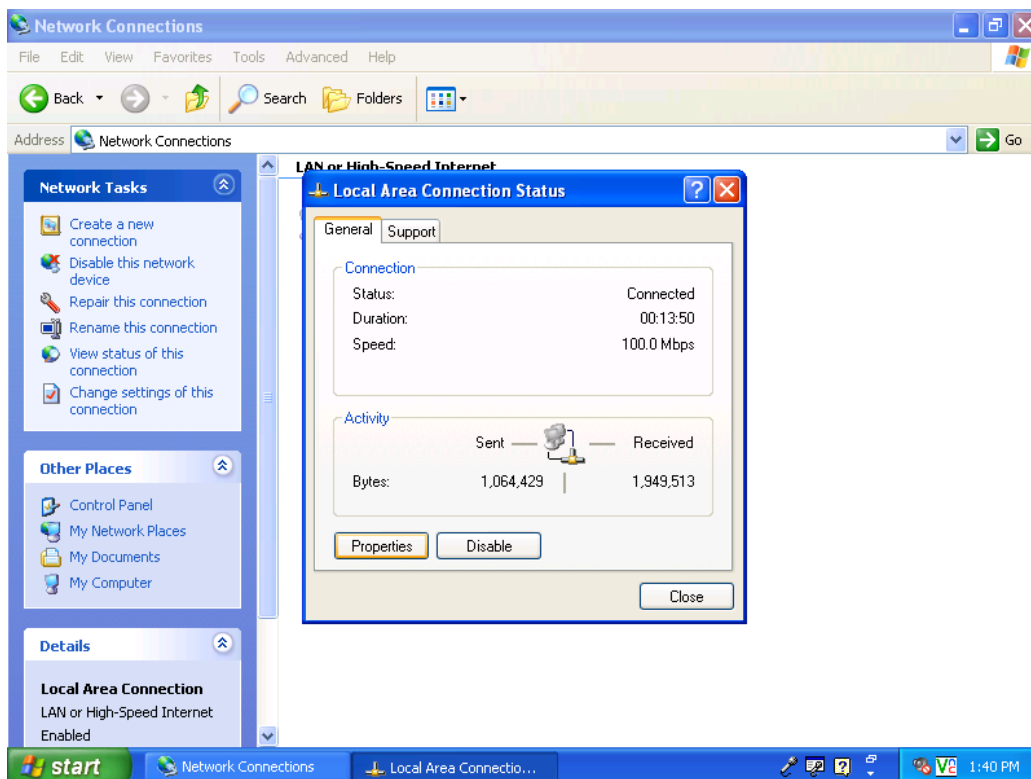 Network Connections
File Edit View Favorites Tools Advanced Help
Back Search Folders
Address Network Connections Go
Network Tasks
Create a new
connection
Disable this network
device
Repair this connection
Rename this connection
View status of this
connection
Change settings of this
connection
Other Places
Control Panel
My Network Places
My Documents
My Computer
Details
Local Area Connection
LAN or High-Speed Internet
Enabled
LAN or High-Speed Internet
Local Area Connection Status
General Support
Connection
Status: Connected
Duration: 00:13:50
Speed: 100.0 Mbps
Activity
Sent Received
Bytes: 1,064,429 1,949,513
Properties Disable
Close
start Network Connections Local Area Connectio... 1:40 PM